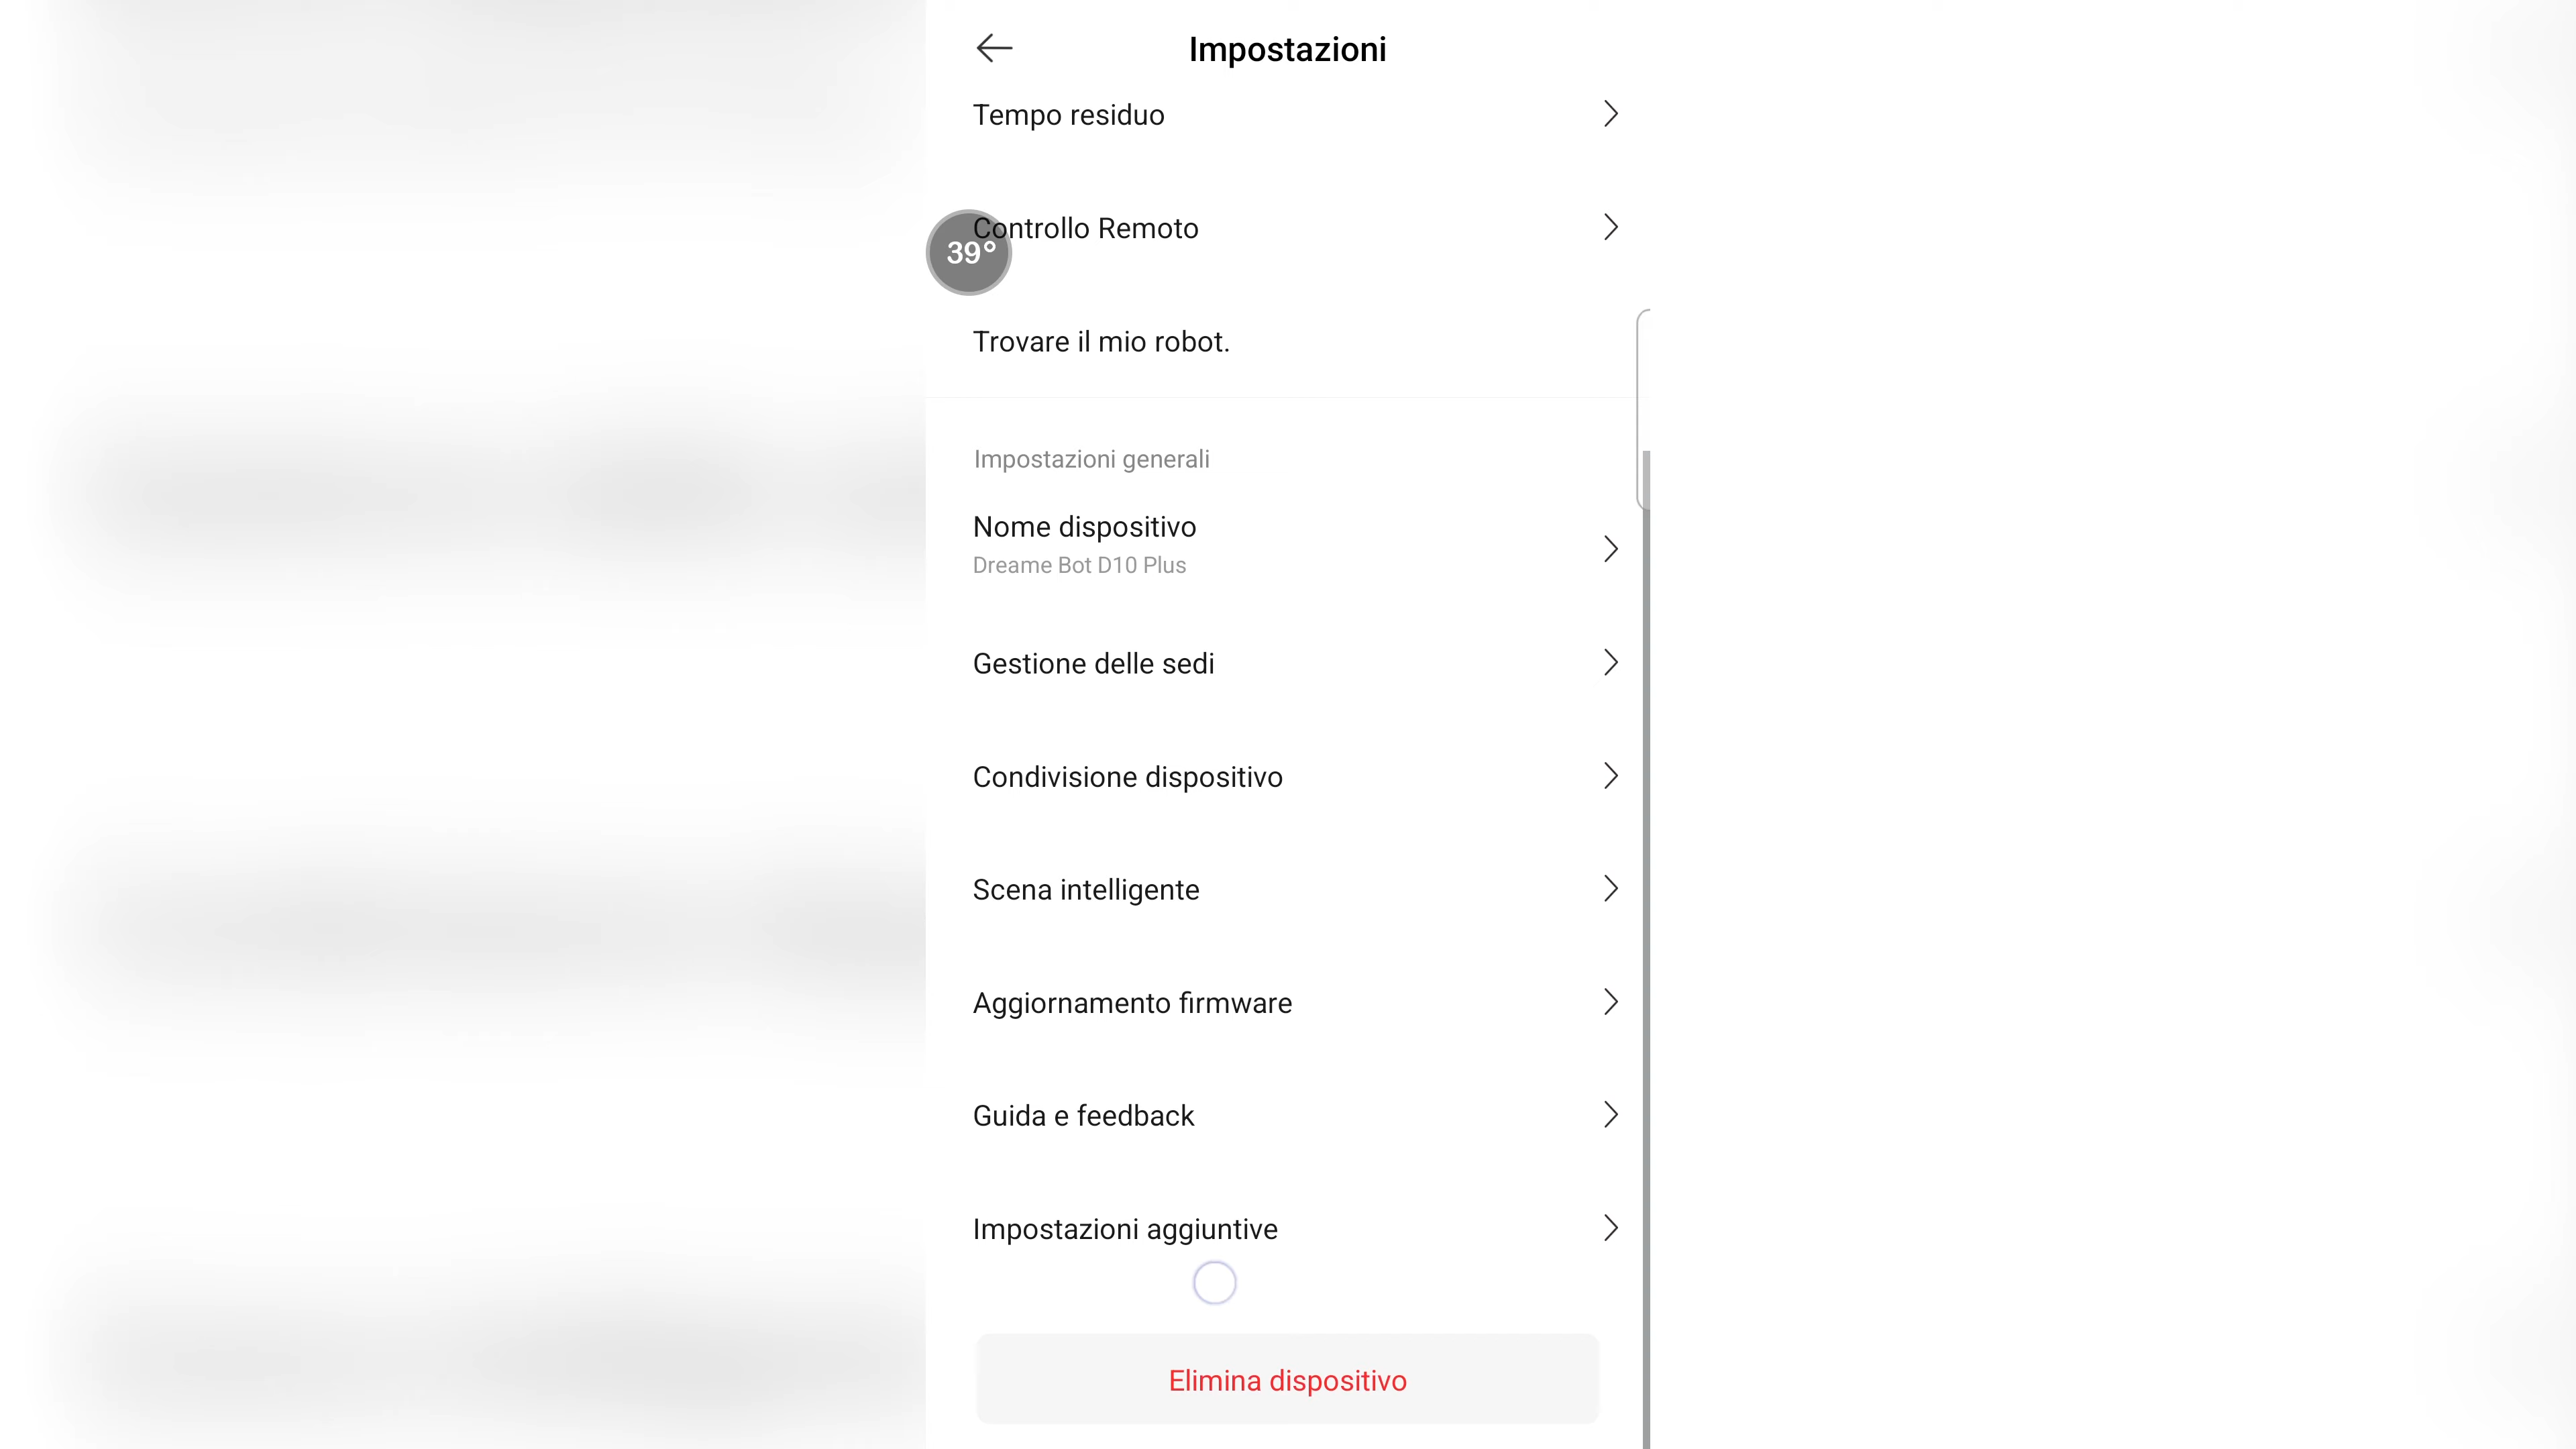 Impostazioni
Tempo residuo
Controllo Remoto
39°
Trovare il mio robot.
Impostazioni generali
Nome dispositivo
Dreame Bot D10 Plus
Gestione delle sedi
Condivisione dispositivo
Scena intelligente
Aggiornamento firmware
Guida e feedback
Impostazioni aggiuntive
Elimina dispositivo